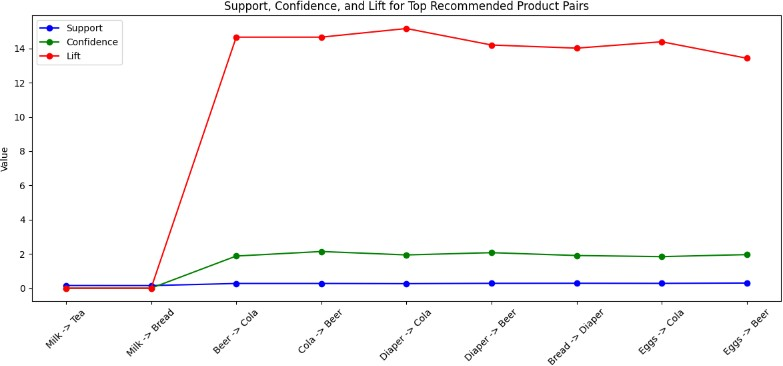 Support, Confidence, and Lift for Top Recommended Product Pairs
Support
Confidence
Lift
14
12
10
8
6
4
2
0
Value
Milk -> Tea
Milk -> Bread
Beer -> Cola
Cola -> Beer
Diaper -> Cola
Diaper -> Beer
Bread -> Diaper
Eggs -> Cola
Eggs -> Beer